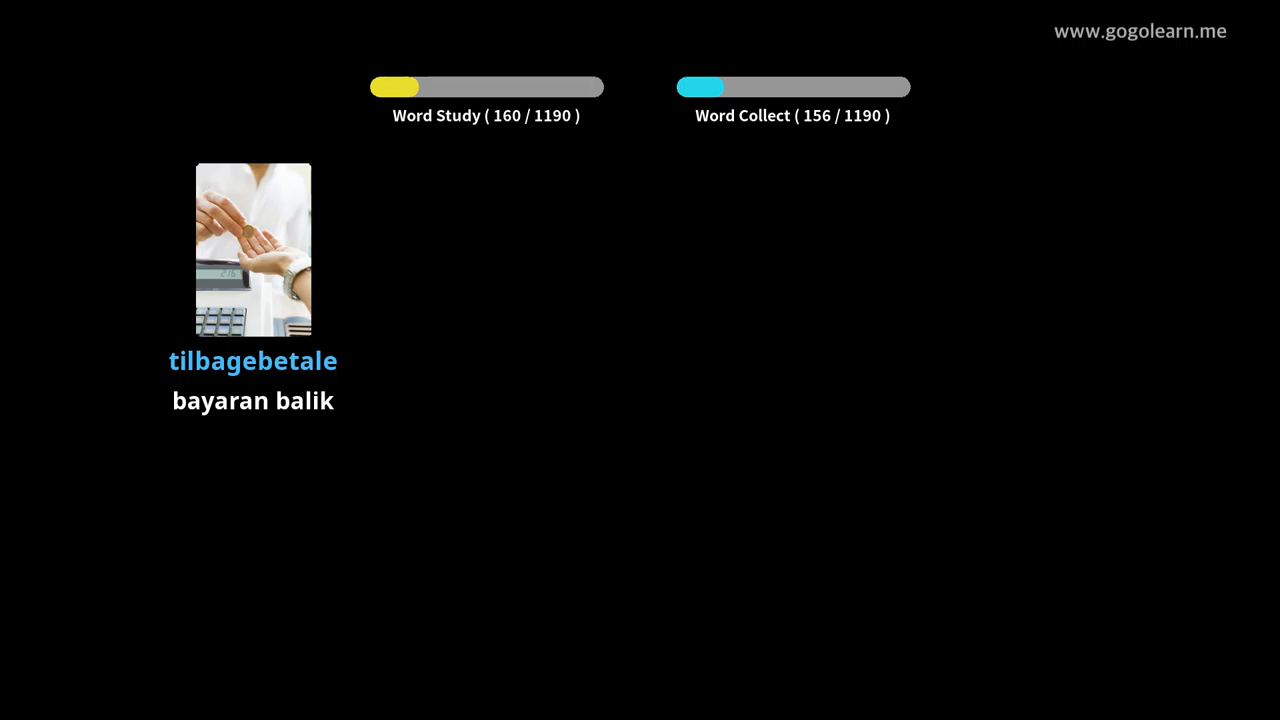 www.gogolearn.me
Word Study ( 160 / 1190 )
Word Collect ( 156 / 1190 )
tilbagebetale
bayaran balik